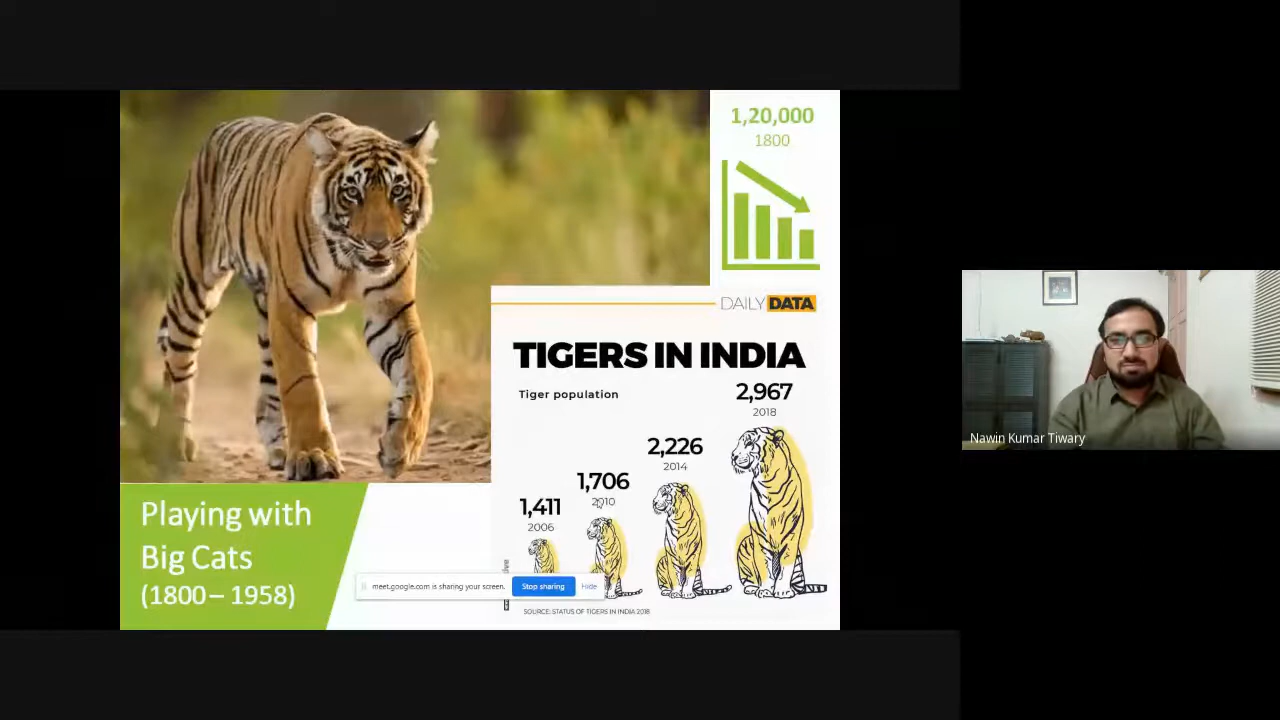 1,20,000
1800
DAILY DATA
TIGERS IN INDIA
Tiger population
2,967
2018
2,226
2014
1,706
2010
1,411
2006
Playing with
Big Cats
(1800 – 1958)
meet.google.com is sharing your screen.
Stop sharing
Hide
SOURCE: STATUS OF TIGERS IN INDIA 2018
Nawin Kumar Tiwary